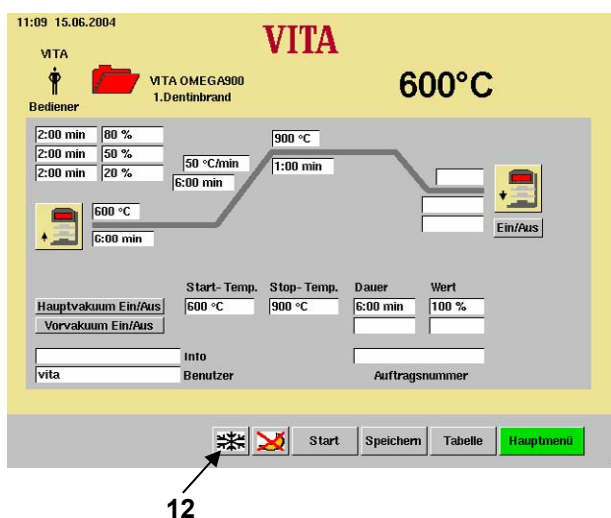 11:09 15.06.2004
VITA
VITA
Bediener
VITA OMEGA900
1.Dentinbrand
600°C
2:00 min 80 %
2:00 min 50 %
2:00 min 20 %
50 °C/min
6:00 min
900 °C
1:00 min
600 °C
6:00 min
Ein/Aus
Start-Temp. Stop-Temp. Dauer Wert
Hauptvakuum Ein/Aus 600 °C 900 °C 6:00 min 100 %
Vorvakuum Ein/Aus
Info
vita Benutzer Auftragsnummer
Start Speichern Tabelle Hauptmenü
12